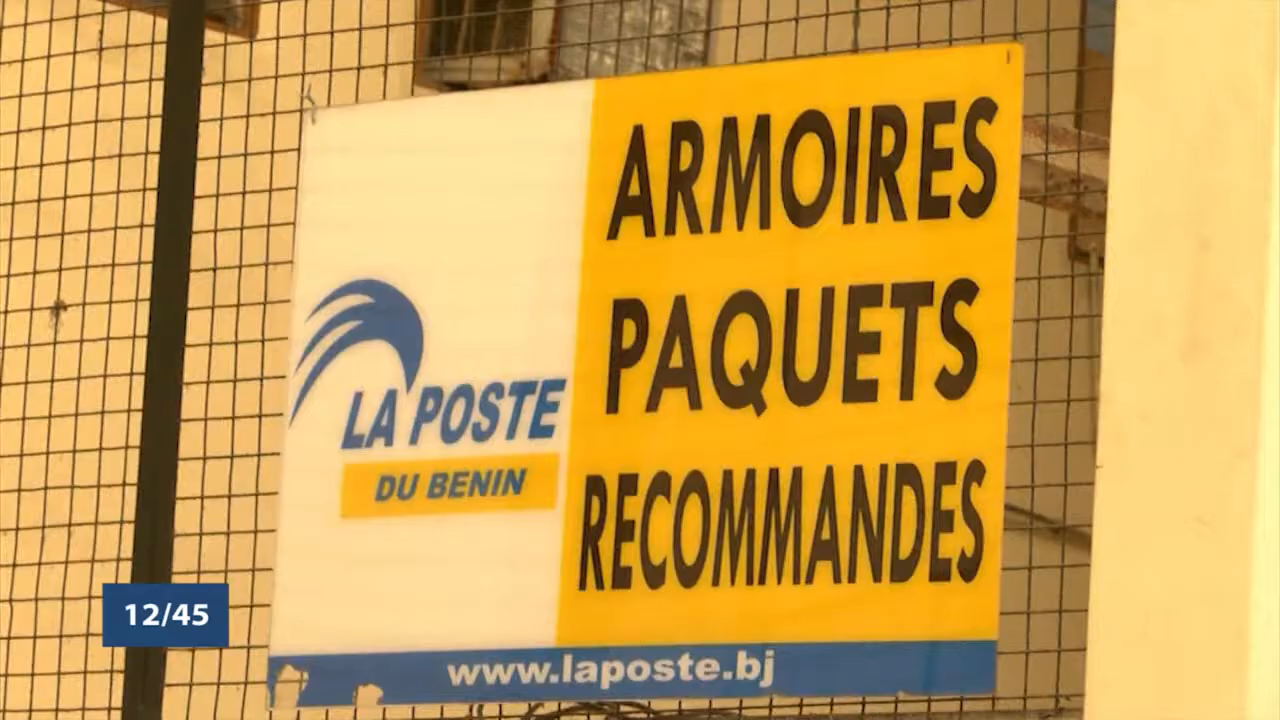 ARMOIRES
PAQUETS
RECOMMANDES
LA POSTE
DU BENIN
www.laposte.bj
12/45